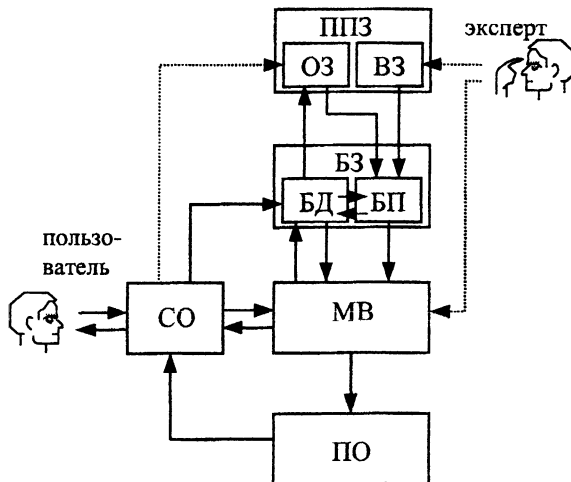 ППЗ
эксперт
ОЗ
ВЗ
БЗ
БД
БП
пользо-
ватель
СО
МВ
ПО